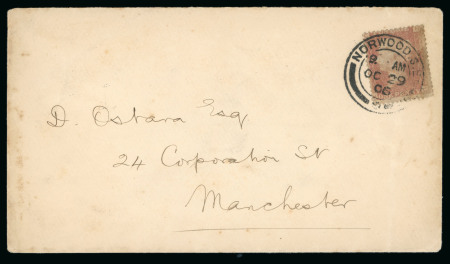 NORWOOD S.
AM
OC 29
06
D. Ostara Esq
24 Corporation St
Manchester